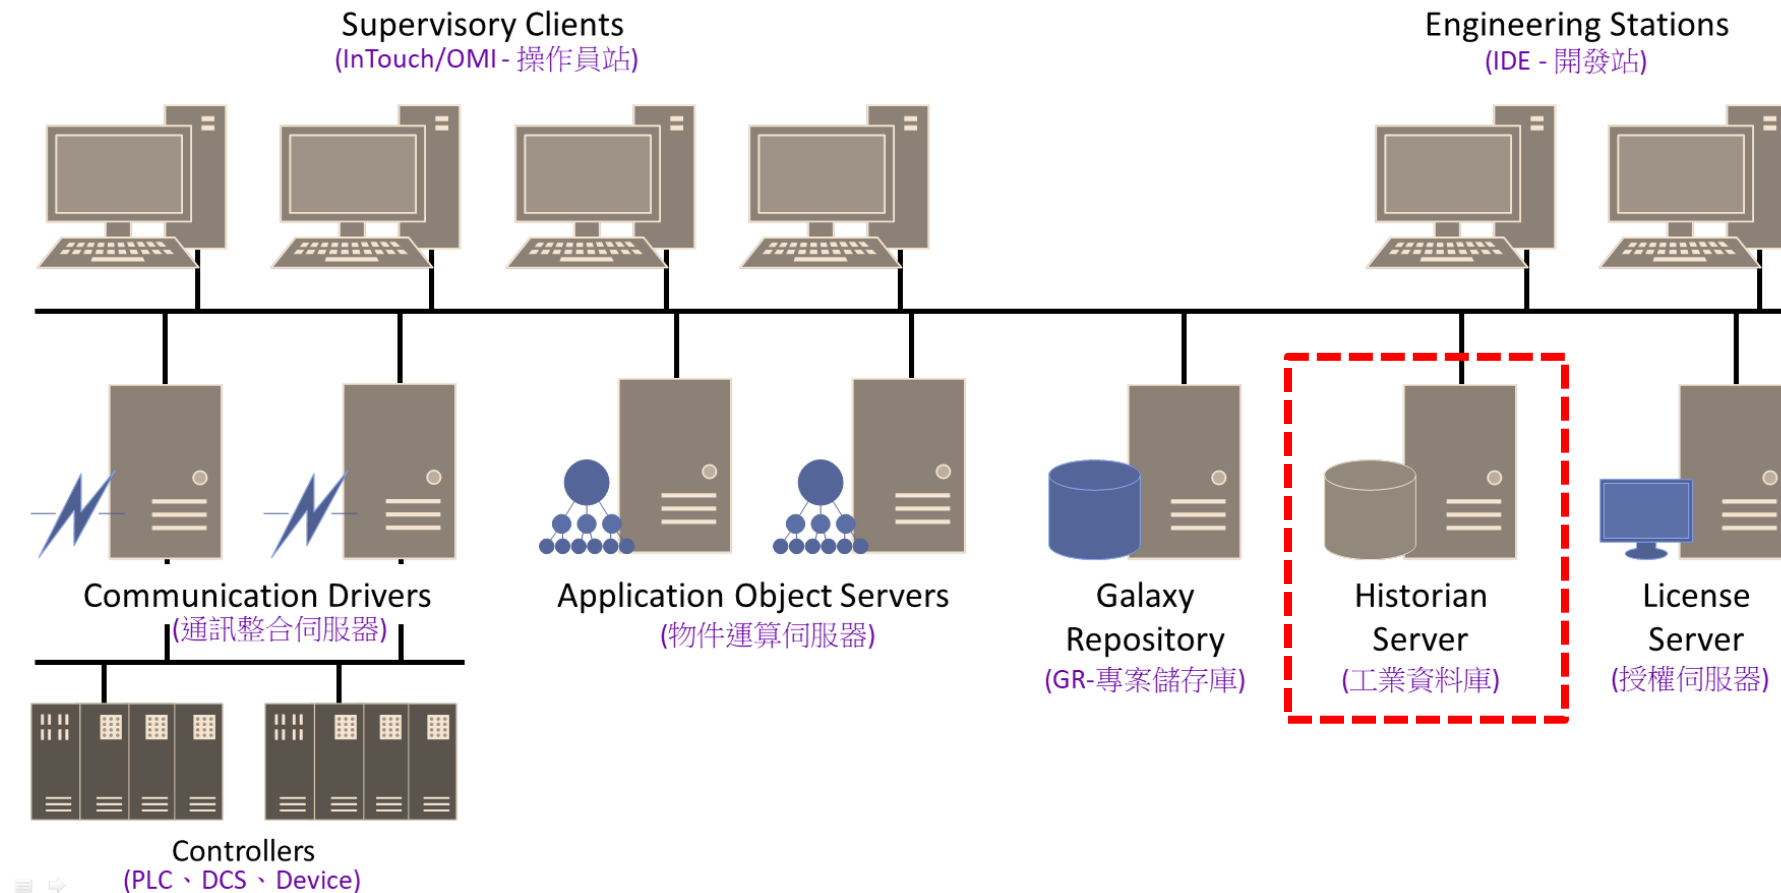 Supervisory Clients
(InTouch/OMI - 操作員站)
Engineering Stations
(IDE - 開發站)
Communication Drivers
(通訊整合伺服器)
Application Object Servers
(物件運算伺服器)
Galaxy
Repository
(GR-專案儲存庫)
Historian
Server
(工業資料庫)
License
Server
(授權伺服器)
Controllers
(PLC、DCS、Device)